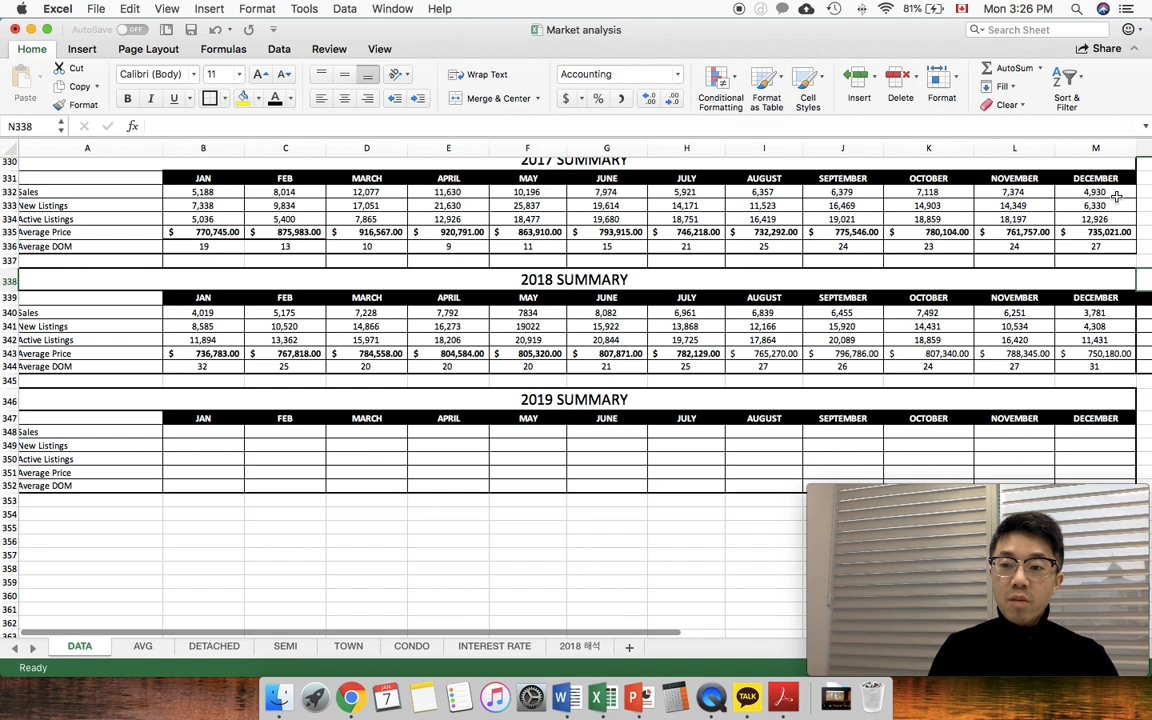 Excel File Edit View Insert Format Tools Data Window Help 81% Mon 3:26 PM
AutoSave OFF Market analysis Search Sheet
Home Insert Page Layout Formulas Data Review View Share
Paste Cut Calibri (Body) 11 Wrap Text Accounting Conditional Formatting Format as Table Cell Styles Insert Delete Format AutoSum Sort & Filter
Copy Fill
Format B I U A Merge & Center $ % Clear
N338 fx
A B C D E F G H I J K L M
330 2017 SUMMARY
331 JAN FEB MARCH APRIL MAY JUNE JULY AUGUST SEPTEMBER OCTOBER NOVEMBER DECEMBER
332 Sales 5,188 8,014 12,077 11,630 10,196 7,974 5,921 6,357 6,379 7,118 7,374 4,930
333 New Listings 7,338 9,834 17,051 21,630 25,837 19,614 14,171 11,523 16,469 14,903 14,349 6,330
334 Active Listings 5,036 5,400 7,865 12,926 18,477 19,680 18,751 16,419 19,021 18,859 18,197 12,926
335 Average Price $ 770,745.00 $ 875,983.00 $ 916,567.00 $ 920,791.00 $ 863,910.00 $ 793,915.00 $ 746,218.00 $ 732,292.00 $ 775,546.00 $ 780,104.00 $ 761,757.00 $ 735,021.00
336 Average DOM 19 13 10 9 11 15 21 25 24 23 24 27
337
338 2018 SUMMARY
339 JAN FEB MARCH APRIL MAY JUNE JULY AUGUST SEPTEMBER OCTOBER NOVEMBER DECEMBER
340 Sales 4,019 5,175 7,228 7,792 7834 8,082 6,961 6,839 6,455 7,492 6,251 3,781
341 New Listings 8,585 10,520 14,866 16,273 19022 15,922 13,868 12,166 15,920 14,431 10,534 4,308
342 Active Listings 11,894 13,362 15,971 18,206 20,919 20,844 19,725 17,864 20,089 18,859 16,420 11,431
343 Average Price $ 736,783.00 $ 767,818.00 $ 784,558.00 $ 804,584.00 $ 805,320.00 $ 807,871.00 $ 782,129.00 $ 765,270.00 $ 796,786.00 $ 807,340.00 $ 788,345.00 $ 750,180.00
344 Average DOM 32 25 20 20 20 21 25 27 26 24 27 31
345
346 2019 SUMMARY
347 JAN FEB MARCH APRIL MAY JUNE JULY AUGUST SEPTEMBER OCTOBER NOVEMBER DECEMBER
348 Sales
349 New Listings
350 Active Listings
351 Average Price
352 Average DOM
353
354
355
356
357
358
359
360
361
362
363
DATA AVG DETACHED SEMI TOWN CONDO INTEREST RATE 2018 해석
Ready
JAN
7
TALK